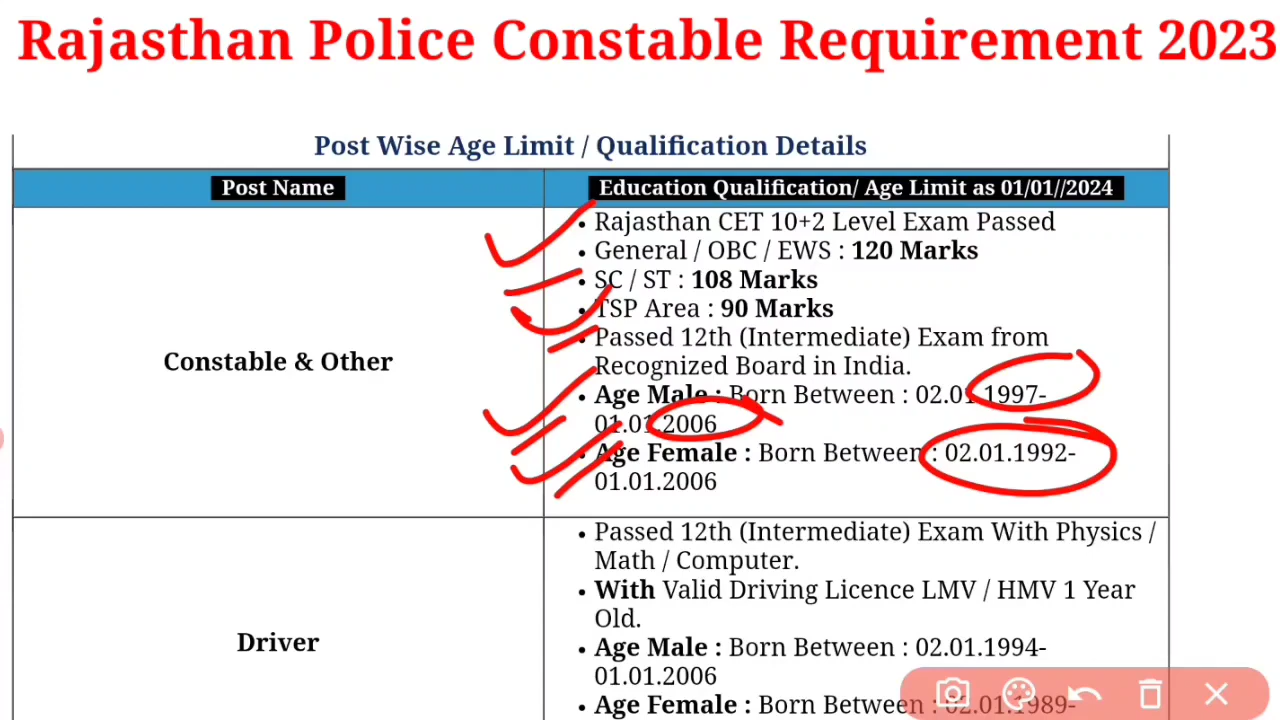 Rajasthan Police Constable Requirement 2023
Post Wise Age Limit / Qualification Details
Post Name
Education Qualification/ Age Limit as 01/01//2024
Constable & Other
• Rajasthan CET 10+2 Level Exam Passed
• General / OBC / EWS : 120 Marks
• SC / ST : 108 Marks
• TSP Area : 90 Marks
• Passed 12th (Intermediate) Exam from
Recognized Board in India.
• Age Male : Born Between : 02.01.1997-
01.01.2006
• Age Female : Born Between : 02.01.1992-
01.01.2006
Driver
• Passed 12th (Intermediate) Exam With Physics /
Math / Computer.
• With Valid Driving Licence LMV / HMV 1 Year
Old.
• Age Male : Born Between : 02.01.1994-
01.01.2006
• Age Female : Born Between : 02.01.1989-